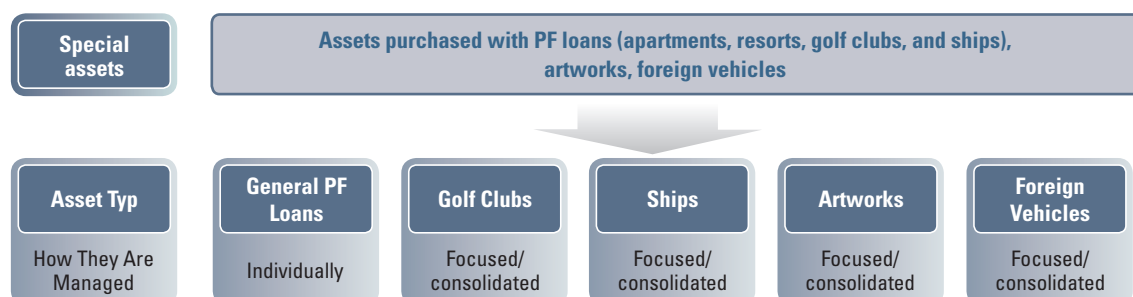 Special
assets
Assets purchased with PF loans (apartments, resorts, golf clubs, and ships),
artworks, foreign vehicles
Asset Typ
How They Are
Managed
General PF
Loans
Individually
Golf Clubs
Focused/
consolidated
Ships
Focused/
consolidated
Artworks
Focused/
consolidated
Foreign
Vehicles
Focused/
consolidated